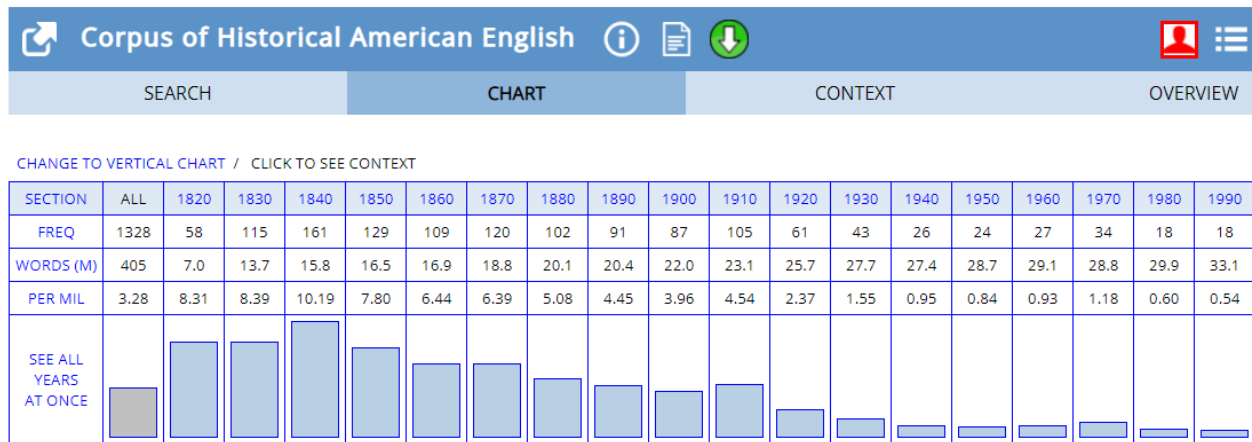 Corpus of Historical American English
SEARCH CHART CONTEXT OVERVIEW
CHANGE TO VERTICAL CHART / CLICK TO SEE CONTEXT
SECTION ALL 1820 1830 1840 1850 1860 1870 1880 1890 1900 1910 1920 1930 1940 1950 1960 1970 1980 1990
FREQ 1328 58 115 161 129 109 120 102 91 87 105 61 43 26 24 27 34 18 18
WORDS (M) 405 7.0 13.7 15.8 16.5 16.9 18.8 20.1 20.4 22.0 23.1 25.7 27.7 27.4 28.7 29.1 28.8 29.9 33.1
PER MIL 3.28 8.31 8.39 10.19 7.80 6.44 6.39 5.08 4.45 3.96 4.54 2.37 1.55 0.95 0.84 0.93 1.18 0.60 0.54
SEE ALL
YEARS
AT ONCE